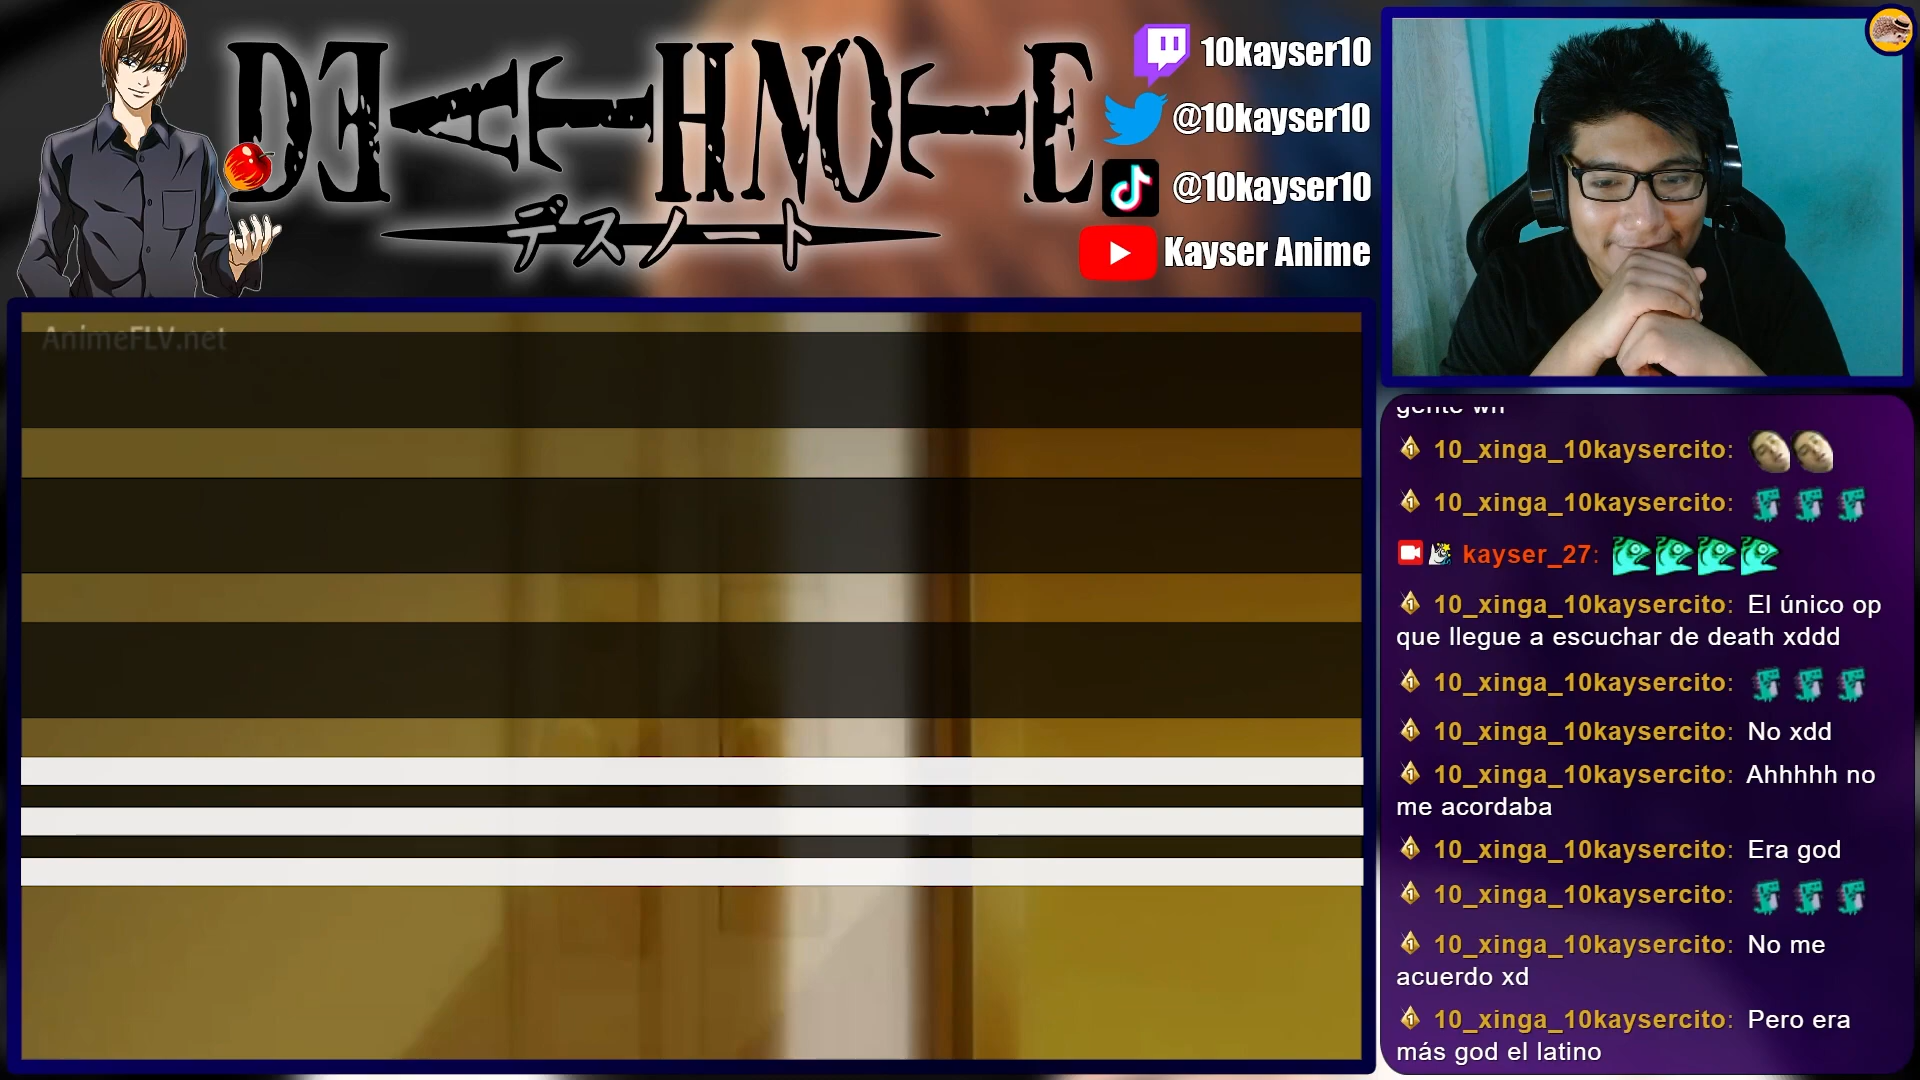 DEATH NOTE
デスノート
10kayser10
@10kayser10
@10kayser10
Kayser Anime
AnimeFLV.net
gente wn
10_xinga_10kaysercito:
10_xinga_10kaysercito:
kayser_27:
10_xinga_10kaysercito: El único op
que llegue a escuchar de death xddd
10_xinga_10kaysercito:
10_xinga_10kaysercito: No xdd
10_xinga_10kaysercito: Ahhhhh no
me acordaba
10_xinga_10kaysercito: Era god
10_xinga_10kaysercito:
10_xinga_10kaysercito: No me
acuerdo xd
10_xinga_10kaysercito: Pero era
más god el latino